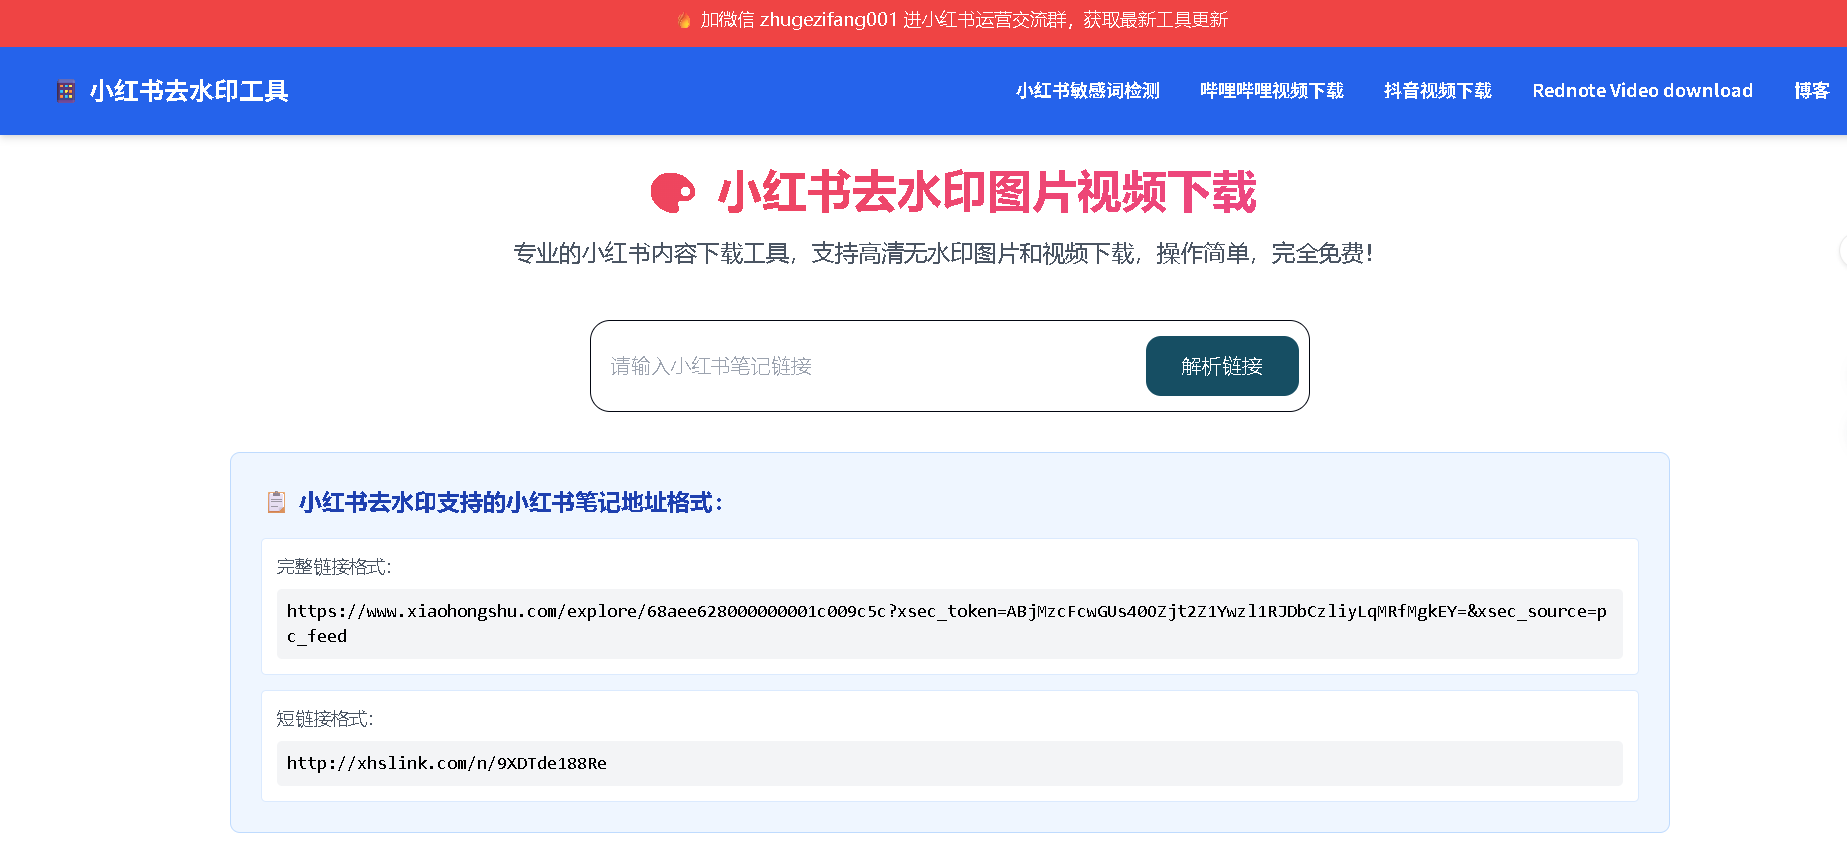 加微信 zhugezifang001 进小红书运营交流群，获取最新工具更新
小红书去水印工具
小红书敏感词检测
哔哩哔哩视频下载
抖音视频下载
Rednote Video download
博客
小红书去水印图片视频下载
专业的小红书内容下载工具，支持高清无水印图片和视频下载，操作简单，完全免费！
请输入小红书笔记链接
解析链接
小红书去水印支持的小红书笔记地址格式：
完整链接格式：
https://www.xiaohongshu.com/explore/68aee628000000001c009c5c?xsec_token=ABjMzcFcwGUs40OZjt2Z1Ywzl1RJDbCzliyLqMRfMgkEY=&xsec_source=p
c_feed
短链接格式：
http://xhslink.com/n/9XDTde188Re